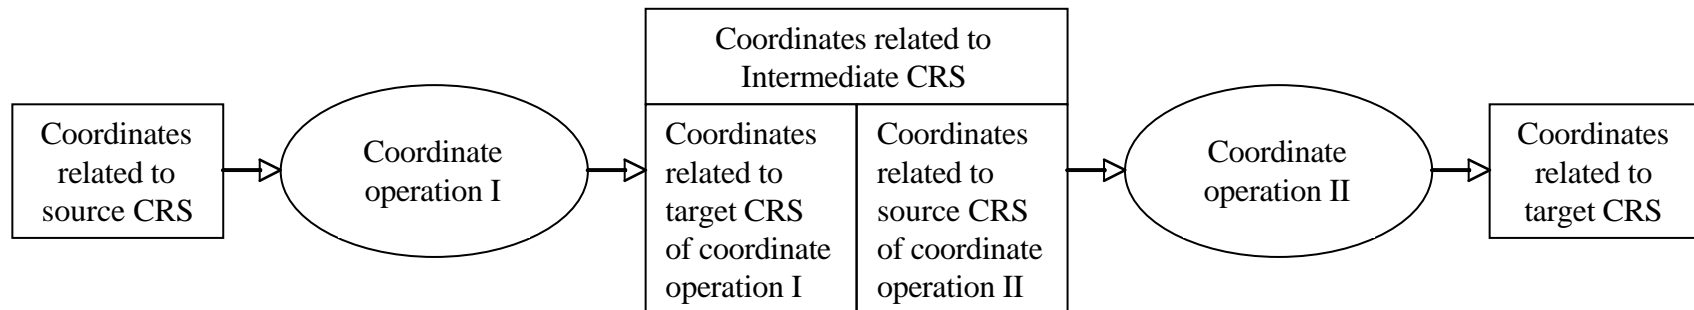 Coordinates
related to
source CRS
Coordinate
operation I
Coordinates related to
Intermediate CRS
Coordinates
related to
target CRS
of coordinate
operation I
Coordinates
related to
source CRS
of coordinate
operation II
Coordinate
operation II
Coordinates
related to
target CRS